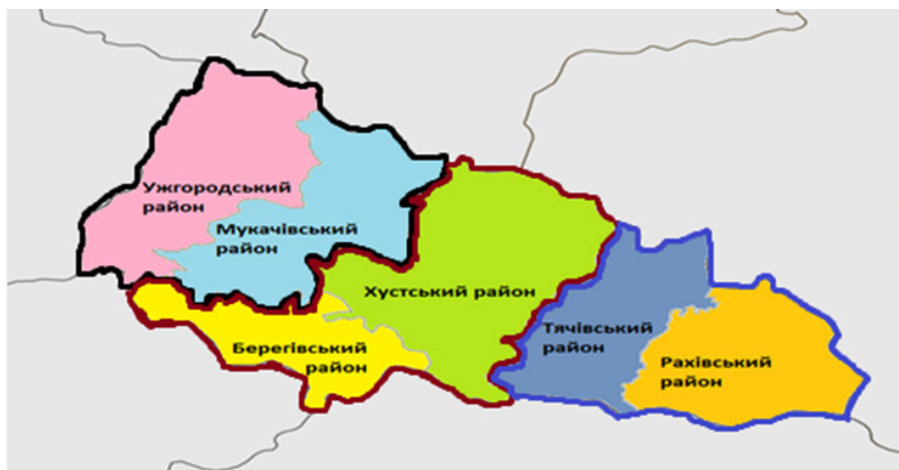 Ужгородський
район
Мукачівський
район
Хустський район
Берегівський
район
Тячівський
район
Рахівський
район